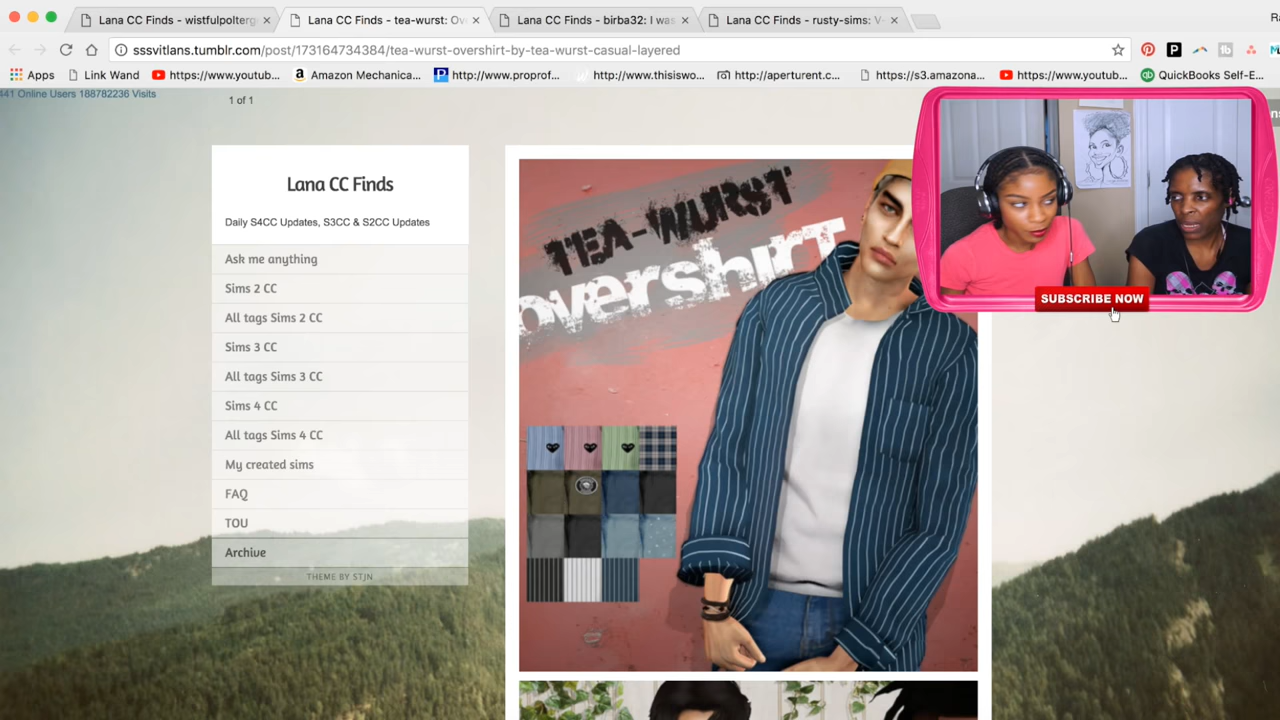 Lana CC Finds - wistfulpolterg
Lana CC Finds - tea-wurst: Ov
Lana CC Finds - birba32: I was
Lana CC Finds - rusty-sims: V
sssvitlans.tumblr.com/post/173164734384/tea-wurst-overshirt-by-tea-wurst-casual-layered
Apps
Link Wand
https://www.youtub...
Amazon Mechanica...
http://www.proprof...
http://www.thisiswo...
http://aperturent.c...
https://s3.amazona...
https://www.youtub...
QuickBooks Self-E...
441 Online Users 188782236 Visits
1 of 1
Lana CC Finds
Daily S4CC Updates, S3CC & S2CC Updates
Ask me anything
Sims 2 CC
All tags Sims 2 CC
Sims 3 CC
All tags Sims 3 CC
Sims 4 CC
All tags Sims 4 CC
My created sims
FAQ
TOU
Archive
THEME BY STJN
TEA-WURST
overshirt
SUBSCRIBE NOW